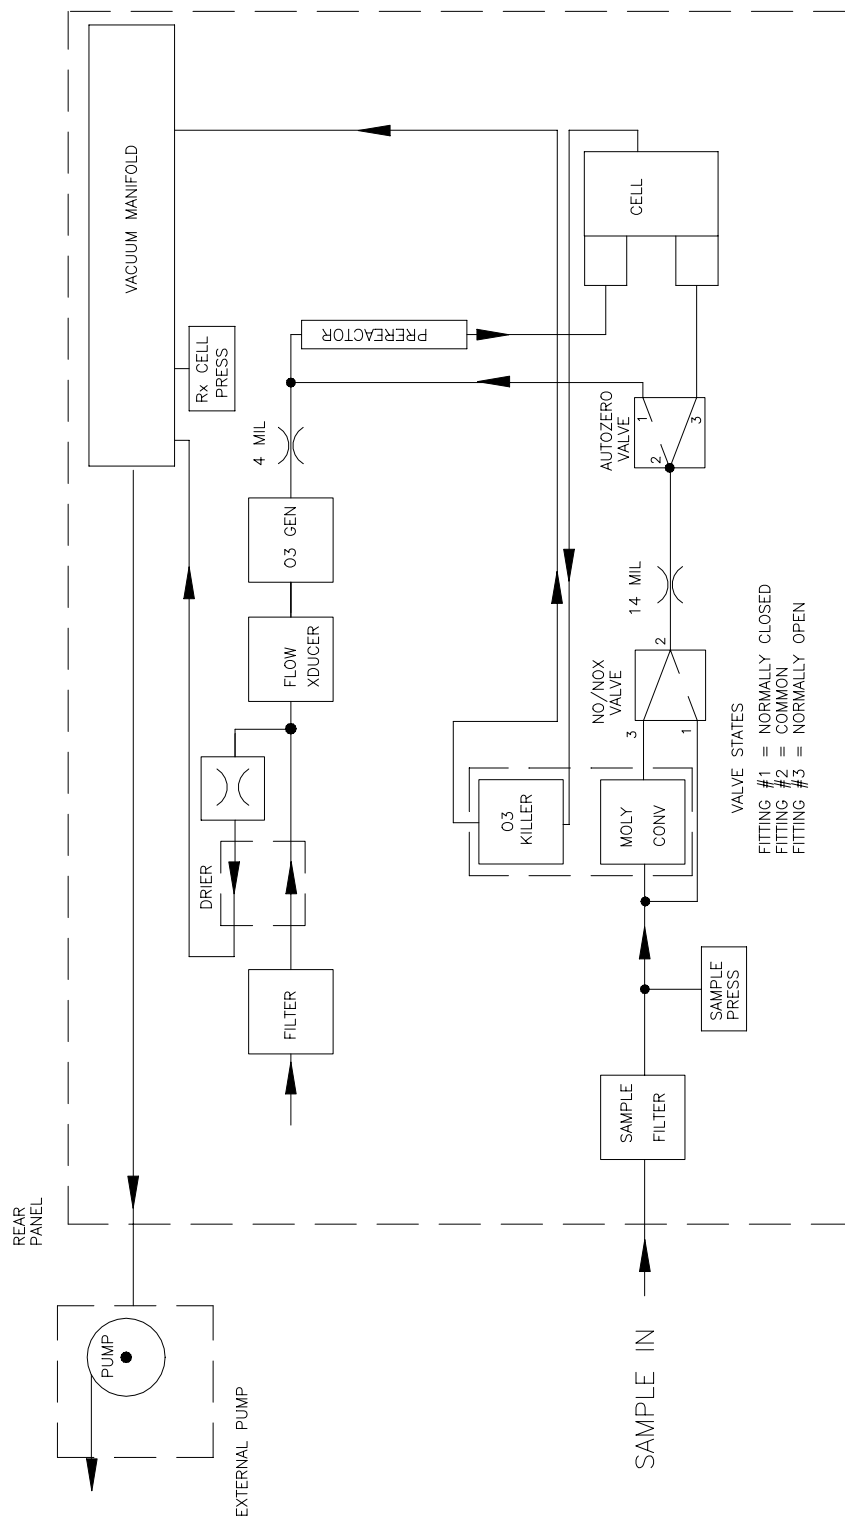 REAR
PANEL
EXTERNAL PUMP
PUMP
VACUUM MANIFOLD
Rx CELL
PRESS
4 MIL
PREREACTOR
O3 GEN
FLOW
XDUCER
DRIER
FILTER
CELL
AUTOZERO
VALVE
1
2
3
14 MIL
NO/NOX
VALVE
2
3
1
O3
KILLER
MOLY
CONV
SAMPLE
PRESS
SAMPLE
FILTER
SAMPLE IN
VALVE STATES
FITTING #1 = NORMALLY CLOSED
FITTING #2 = COMMON
FITTING #3 = NORMALLY OPEN